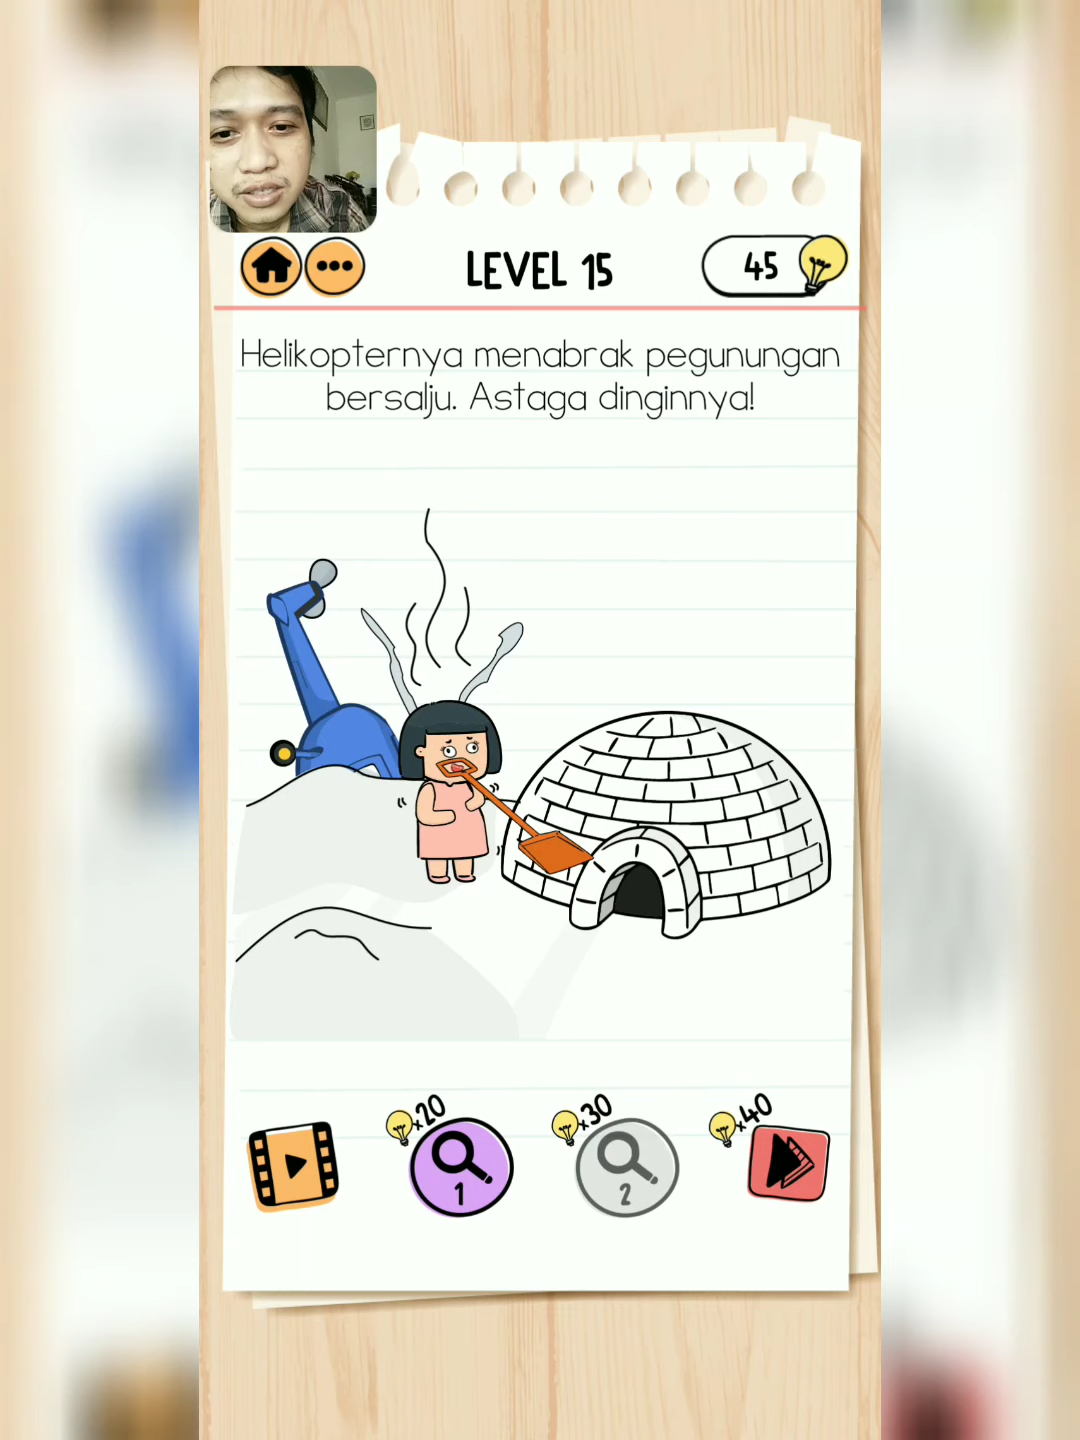 LEVEL 15
45
Helikopternya menabrak pegunungan
bersalju. Astaga dinginnya!
x20
x30
x40
1
2